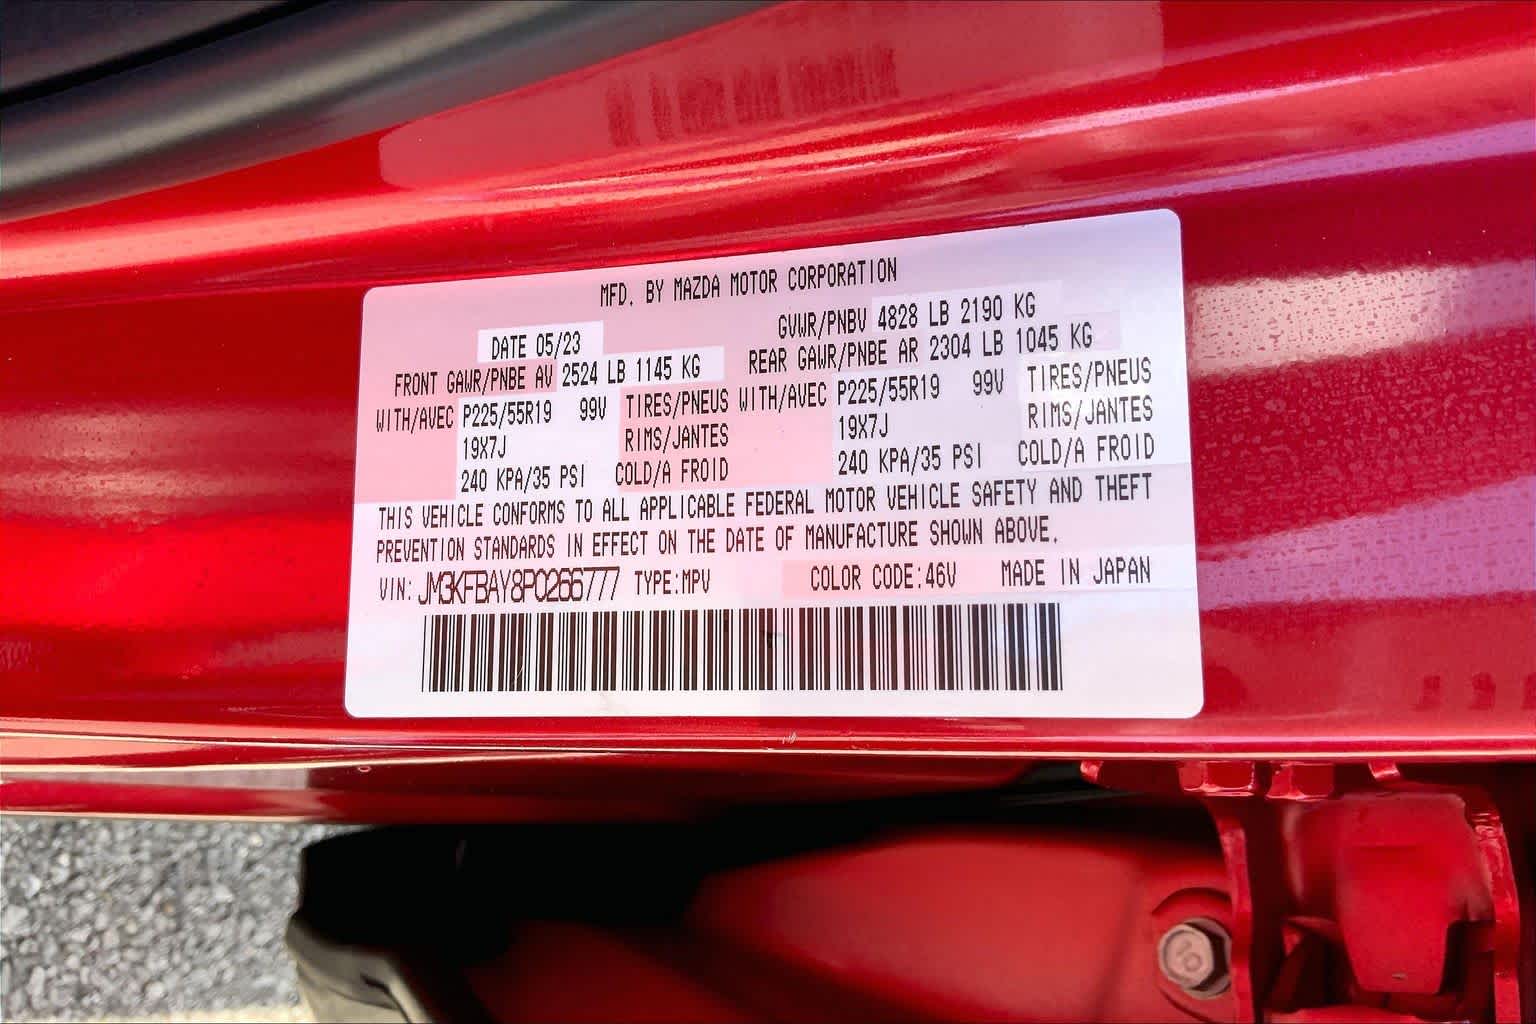 MFD. BY MAZDA MOTOR CORPORATION
DATE 05/23 GVWR/PNBV 4828 LB 2190 KG
FRONT GAWR/PNBE AV 2524 LB 1145 KG REAR GAWR/PNBE AR 2304 LB 1045 KG
WITH/AVEC P225/55R19 99V TIRES/PNEUS WITH/AVEC P225/55R19 99V TIRES/PNEUS
19X7J RIMS/JANTES 19X7J RIMS/JANTES
240 KPA/35 PSI COLD/A FROID 240 KPA/35 PSI COLD/A FROID
THIS VEHICLE CONFORMS TO ALL APPLICABLE FEDERAL MOTOR VEHICLE SAFETY AND THEFT
PREVENTION STANDARDS IN EFFECT ON THE DATE OF MANUFACTURE SHOWN ABOVE.
VIN: JM3KFBAY8P0266777 TYPE:MPV COLOR CODE:46V MADE IN JAPAN
10